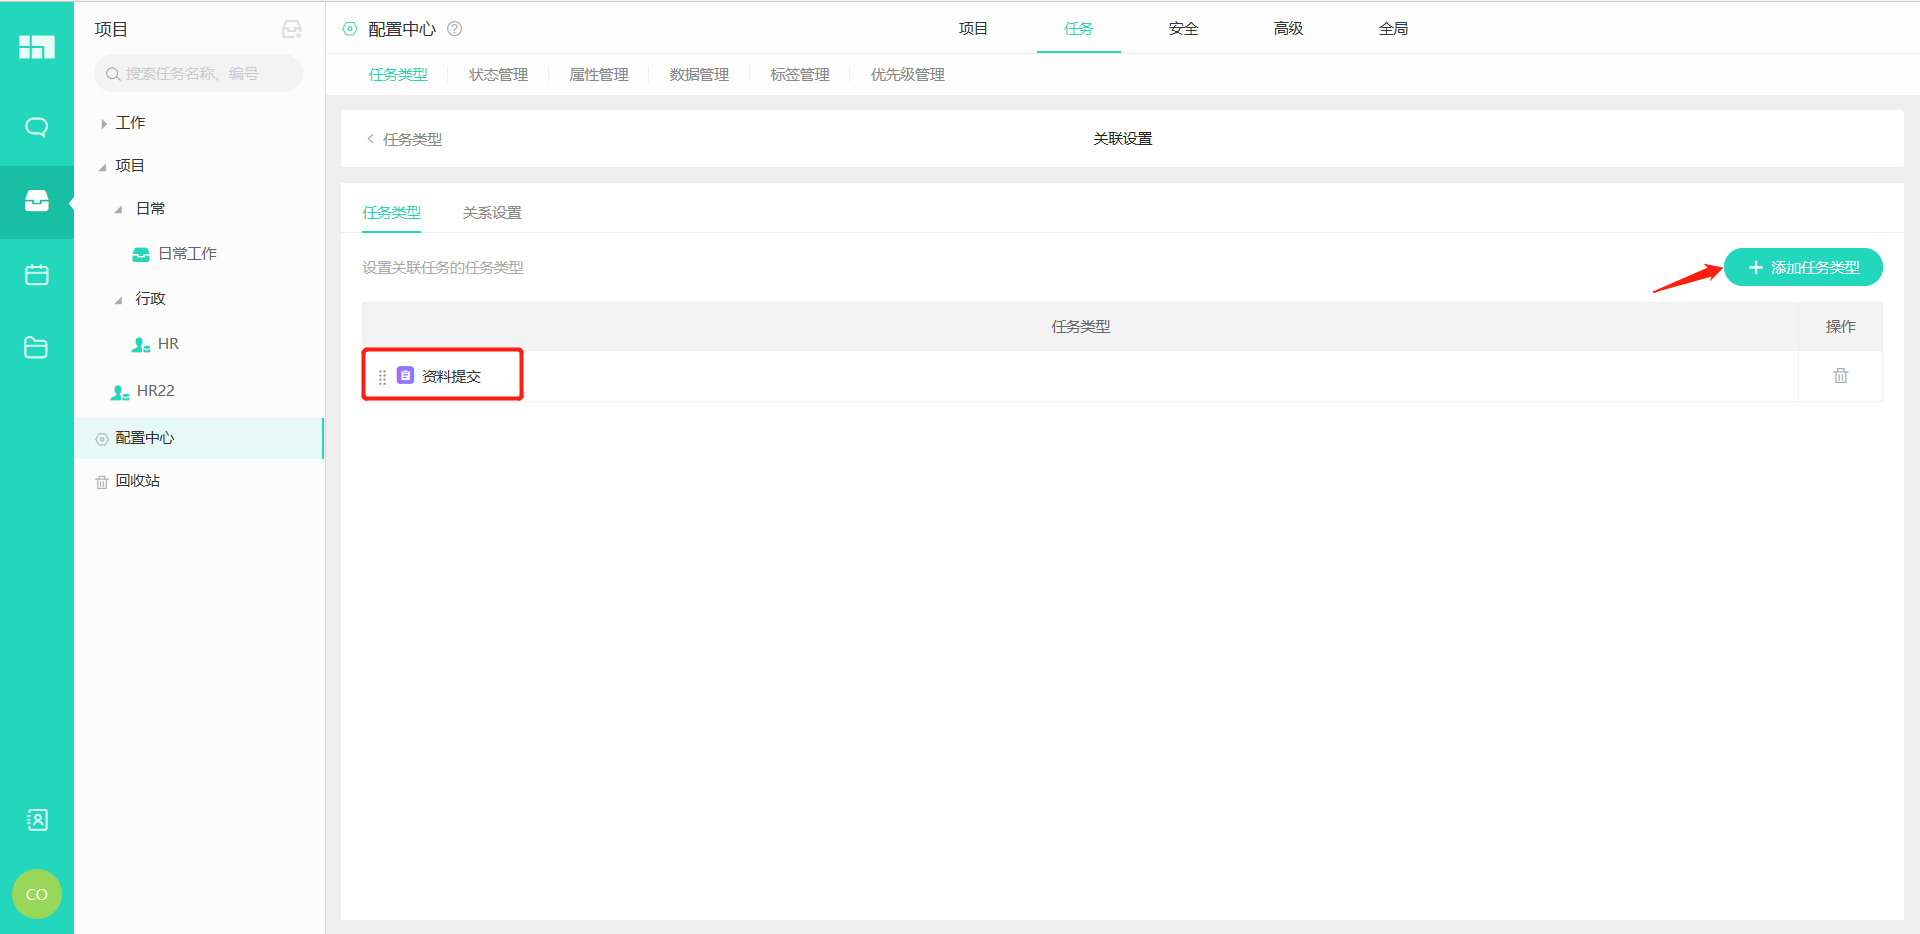 项目
搜索任务名称、编号
工作
项目
日常
日常工作
行政
HR
HR22
配置中心
回收站
CO
配置中心
项目 任务 安全 高级 全局
任务类型 状态管理 属性管理 数据管理 标签管理 优先级管理
任务类型 关联设置
任务类型 关系设置
设置关联任务的任务类型 添加任务类型
任务类型 操作
资料提交